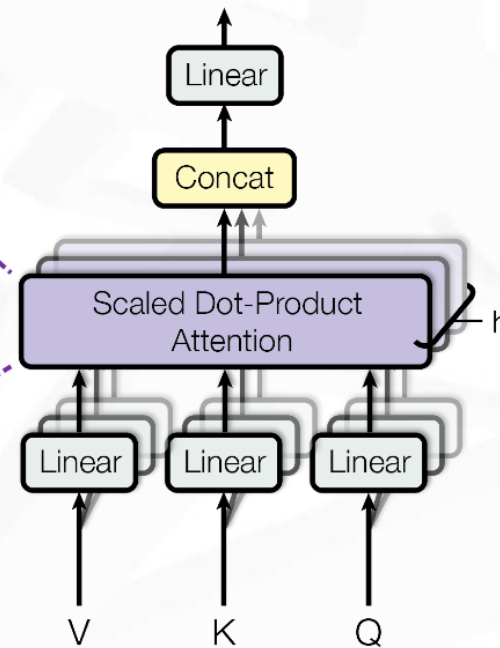 Linear
Concat
Scaled Dot-Product
Attention
h
Linear Linear Linear
V K Q